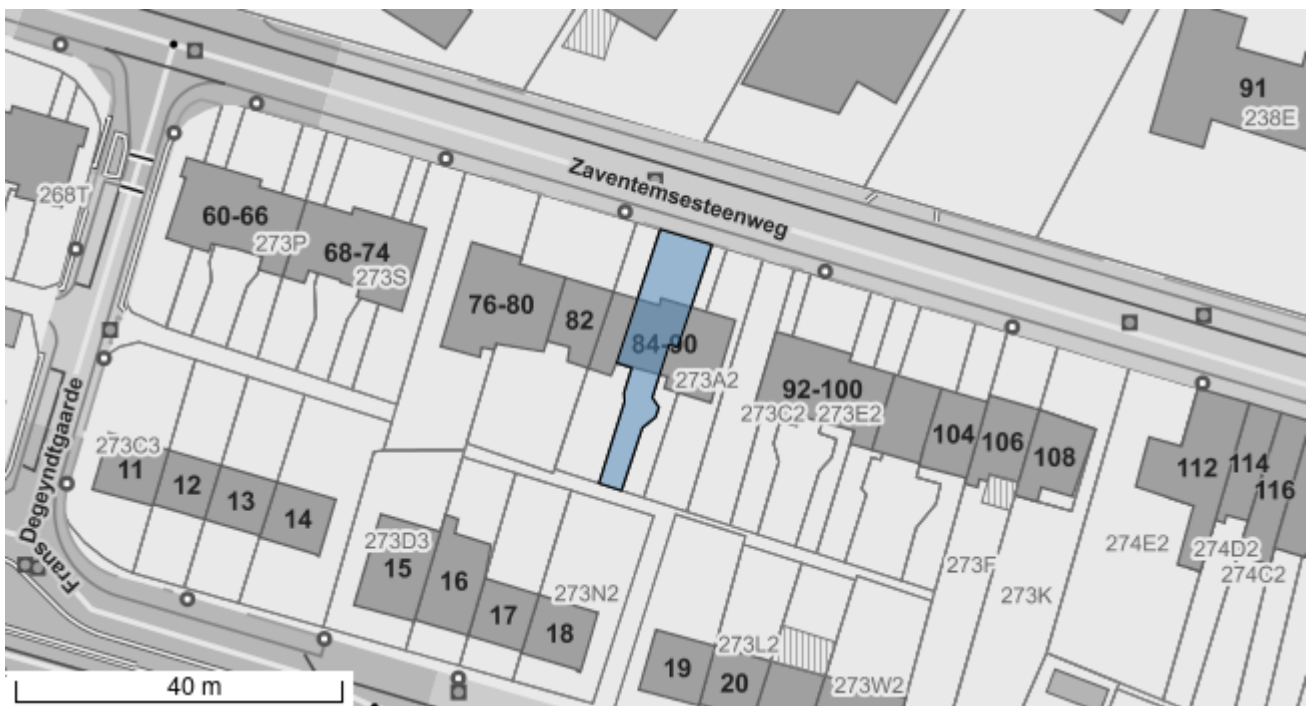 91
238E
Zaventemsesteenweg
268T
60-66
273P
68-74
273S
76-80
82
84-90
273A2
92-100
273C2
273E2
104
106
108
112
114
116
273C3
11
12
13
14
Frans Degeyndtgaarde
273D3
15
16
17
18
273N2
273F
273K
274E2
274D2
274C2
19
273L2
20
273W2
40 m